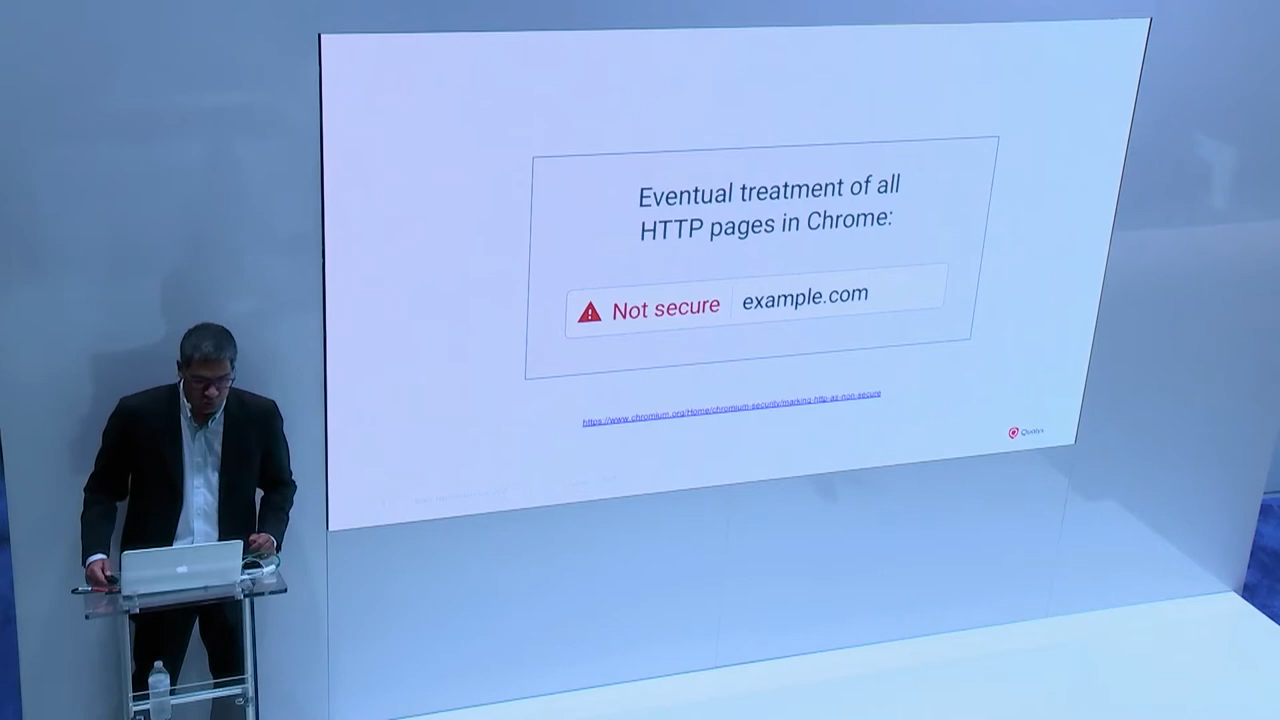 Eventual treatment of all
HTTP pages in Chrome:
Not secure
example.com
https://www.chromium.org/Home/chromium-security/marking-http-as-non-secure
Qualys